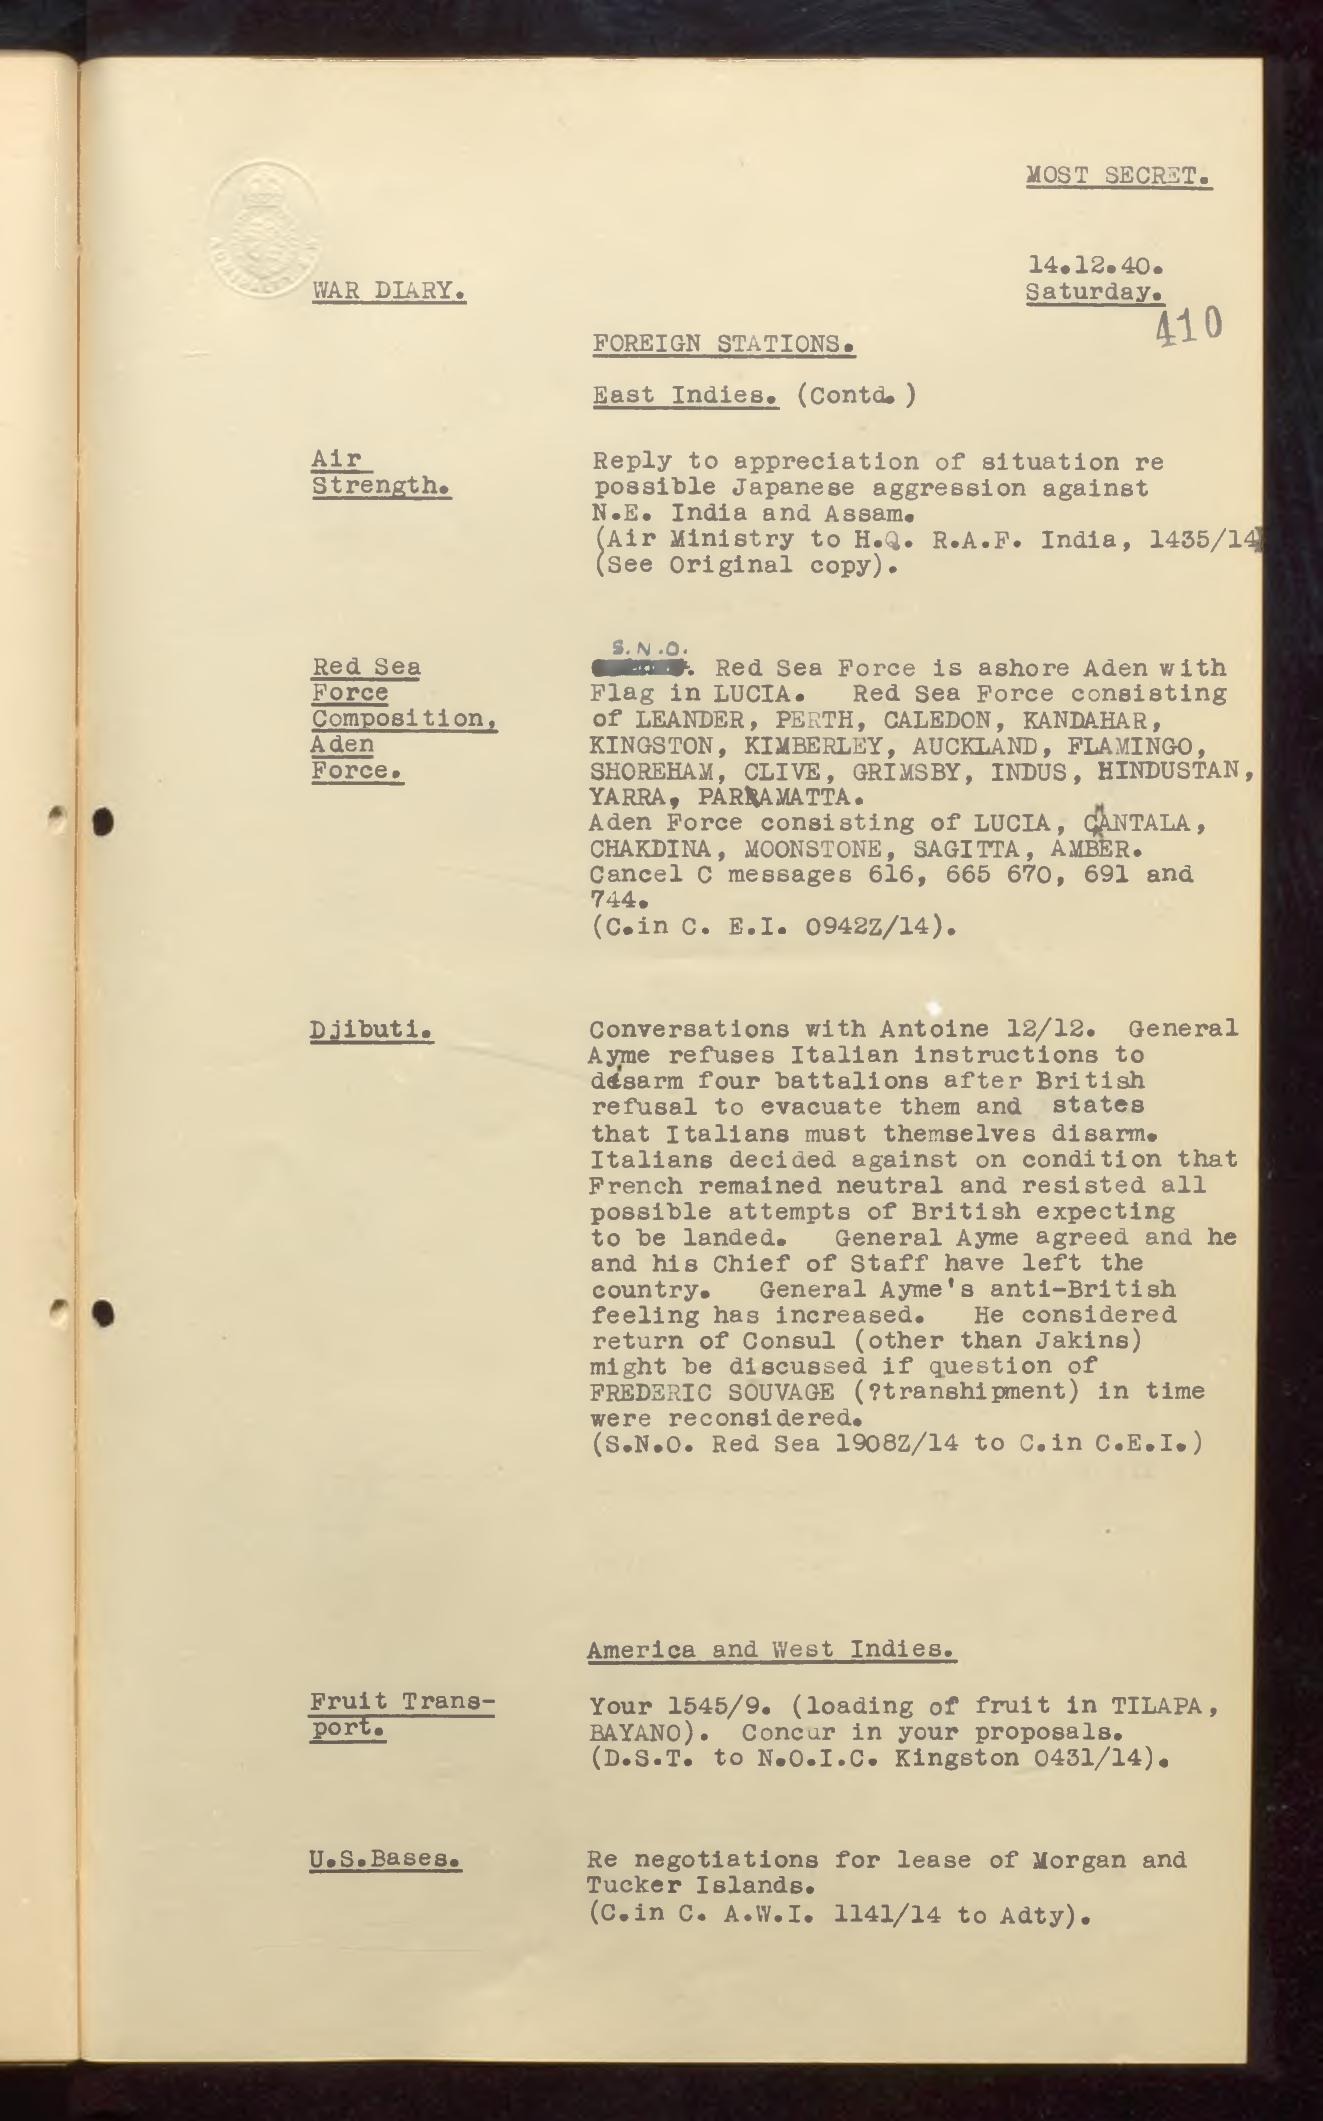 MOST SECRET.
14.12.40.
Saturday.
WAR DIARY.
410
FOREIGN STATIONS.
East Indies. (Contd.)
Air
Strength.
Reply to appreciation of situation re
possible Japanese aggression against
N.E. India and Assam.
(Air Ministry to H.Q. R.A.F. India, 1435/14)
(See Original copy).
Red Sea
Force
Composition,
Aden
Force.
S.N.O.
Red Sea Force is ashore Aden with
Flag in LUCIA. Red Sea Force consisting
of LEANDER, PERTH, CALEDON, KANDAHAR,
KINGSTON, KIMBERLEY, AUCKLAND, FLAMINGO,
SHOREHAM, CLIVE, GRIMSBY, INDUS, HINDUSTAN,
YARRA, PARRAMATTA.
Aden Force consisting of LUCIA, CANTALA,
CHAKDINA, MOONSTONE, SAGITTA, AMBER.
Cancel C messages 616, 665 670, 691 and
744.
(C.in C. E.I. 0942Z/14).
Djibuti.
Conversations with Antoine 12/12. General
Ayme refuses Italian instructions to
disarm four battalions after British
refusal to evacuate them and states
that Italians must themselves disarm.
Italians decided against on condition that
French remained neutral and resisted all
possible attempts of British expecting
to be landed. General Ayme agreed and he
and his Chief of Staff have left the
country. General Ayme's anti-British
feeling has increased. He considered
return of Consul (other than Jakins)
might be discussed if question of
FREDERIC SOUVAGE (?transhipment) in time
were reconsidered.
(S.N.O. Red Sea 1908Z/14 to C.in C.E.I.)
America and West Indies.
Fruit Trans-
port.
Your 1545/9. (loading of fruit in TILAPA,
BAYANO). Concur in your proposals.
(D.S.T. to N.O.I.C. Kingston 0431/14).
U.S.Bases.
Re negotiations for lease of Morgan and
Tucker Islands.
(C.in C. A.W.I. 1141/14 to Adty).